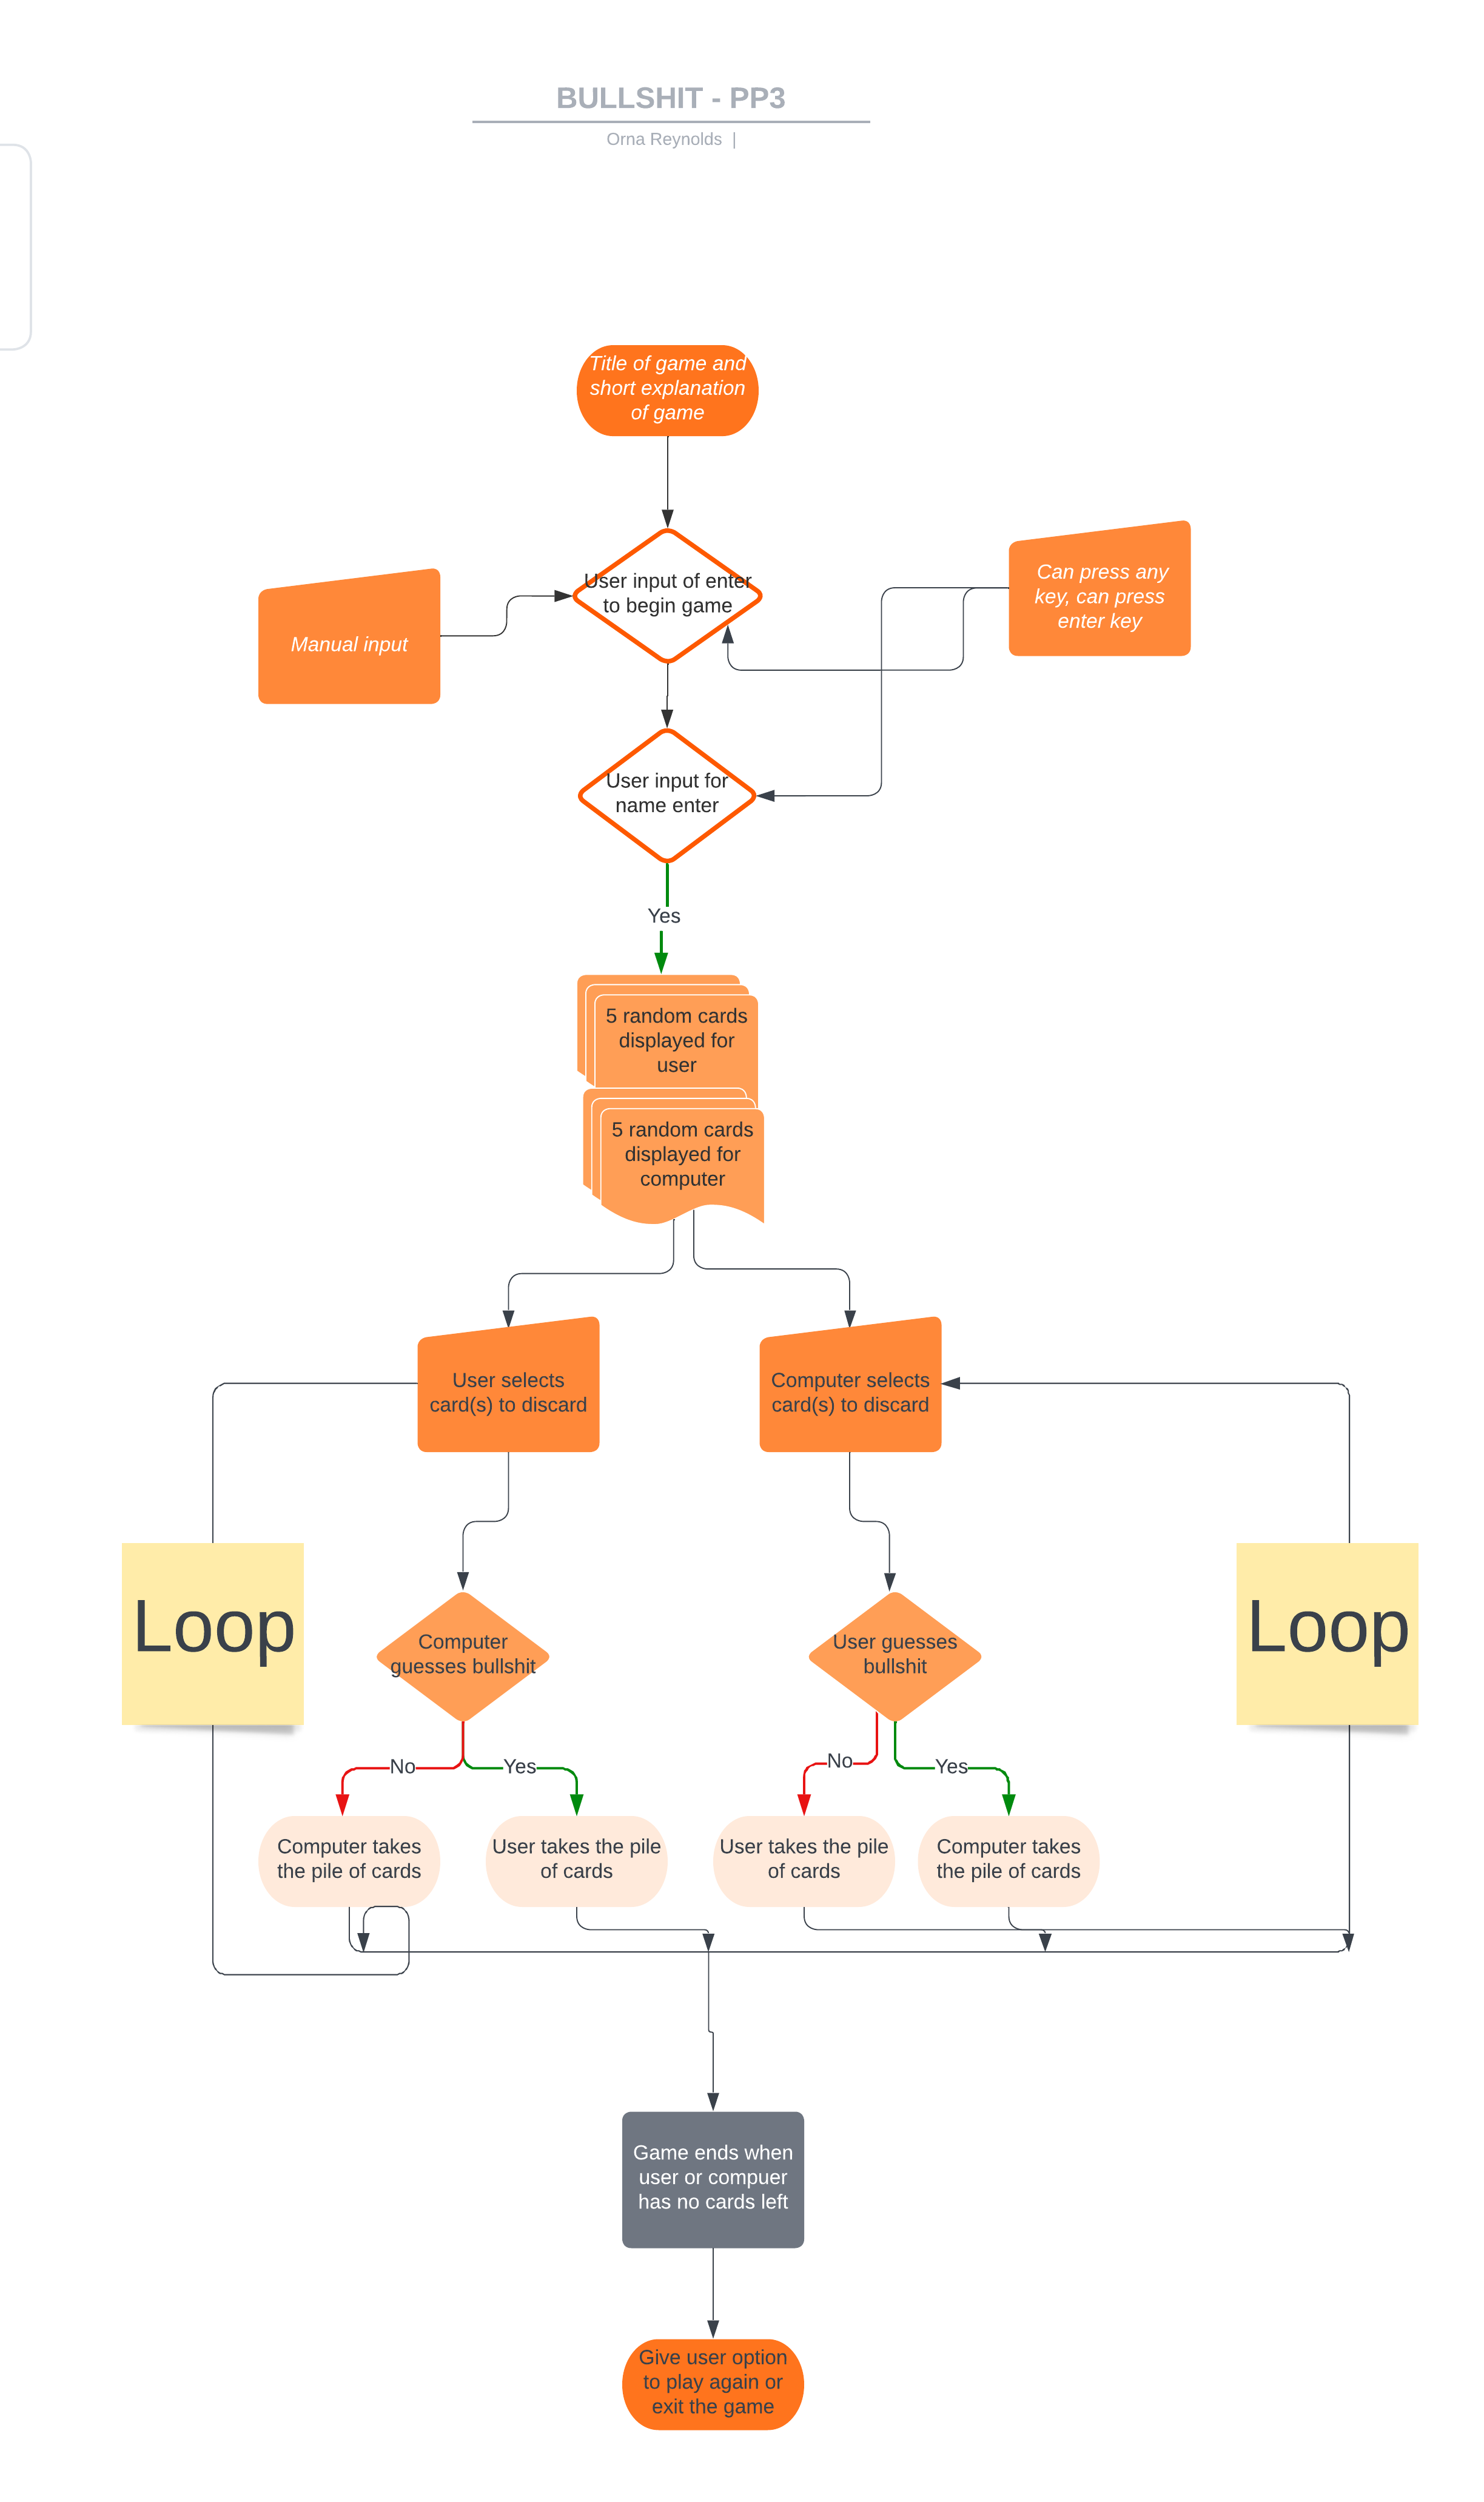 BULLSHIT - PP3
Orna Reynolds |
Title of game and
short explanation
of game
User input of enter
to begin game
Manual input
Can press any
key, can press
enter key
User input for
name enter
Yes
5 random cards
displayed for
user
5 random cards
displayed for
computer
User selects
card(s) to discard
Computer selects
card(s) to discard
Loop
Computer
guesses bullshit
User guesses
bullshit
Loop
No
Yes
No
Yes
Computer takes
the pile of cards
User takes the pile
of cards
User takes the pile
of cards
Computer takes
the pile of cards
Game ends when
user or compuer
has no cards left
Give user option
to play again or
exit the game